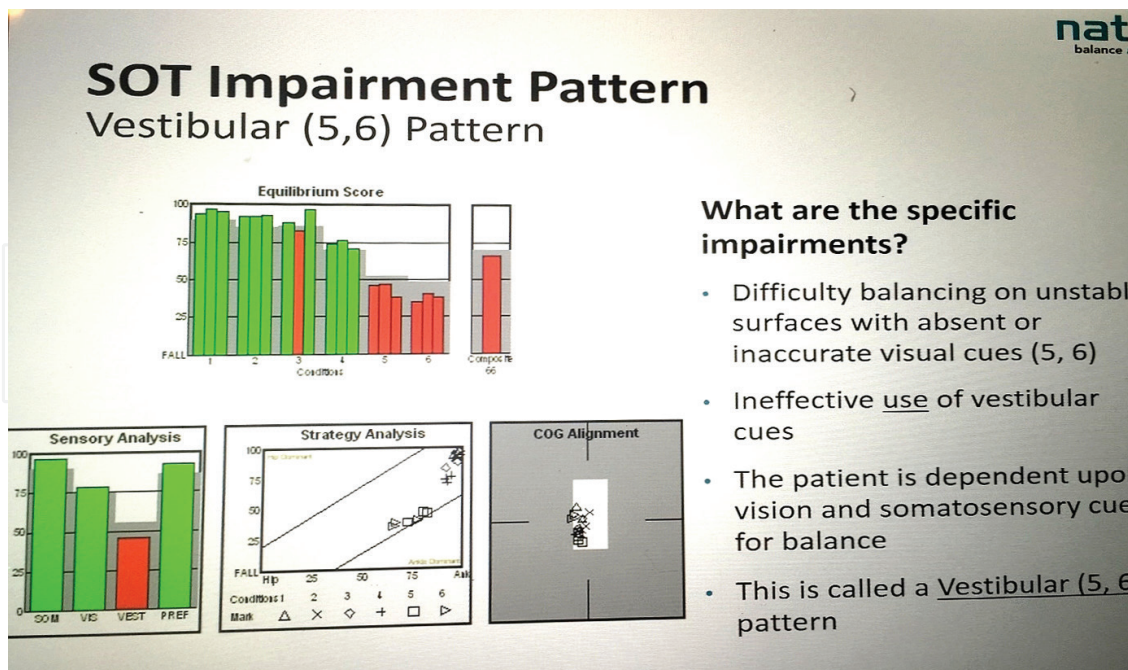 nat
balance
SOT Impairment Pattern
Vestibular (5,6) Pattern
Equilibrium Score
100
75
50
25
FALL
1 2 3 4 5 6
Conditions
Composite
66
What are the specific
impairments?
• Difficulty balancing on unstabl
surfaces with absent or
inaccurate visual cues (5, 6)
• Ineffective use of vestibular
cues
• The patient is dependent upo
vision and somatosensory cue
for balance
• This is called a Vestibular (5, 6
pattern
Sensory Analysis
100
75
50
25
0
SOM VIS VEST PREF
Strategy Analysis
100
Hip Dominant
75
50
25
Ankle Dominant
FALL
Hip 25 50 75 Ank
Conditions 1 2 3 4 5 6
Mark △ × ◇ + □ ▷
COG Alignment